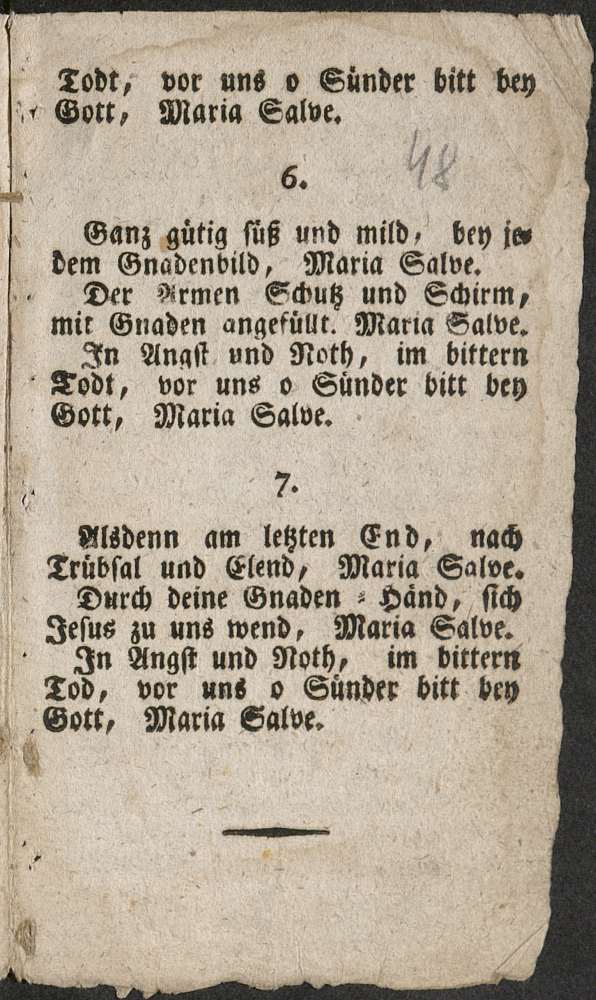 Todt, vor uns o Sünder bitt bey
Gott, Maria Salve.
48
6.
Ganz gütig süß und mild, bey je-
dem Gnadenbild, Maria Salve.
Der Armen Schutz und Schirm,
mit Gnaden angefüllt. Maria Salve.
In Angst und Noth, im bittern
Todt, vor uns o Sünder bitt bey
Gott, Maria Salve.
7.
Alsdenn am letzten End, nach
Trübsal und Elend, Maria Salve.
Durch deine Gnaden-Händ, sich
Jesus zu uns wend, Maria Salve.
In Angst und Noth, im bittern
Tod, vor uns o Sünder bitt bey
Gott, Maria Salve.